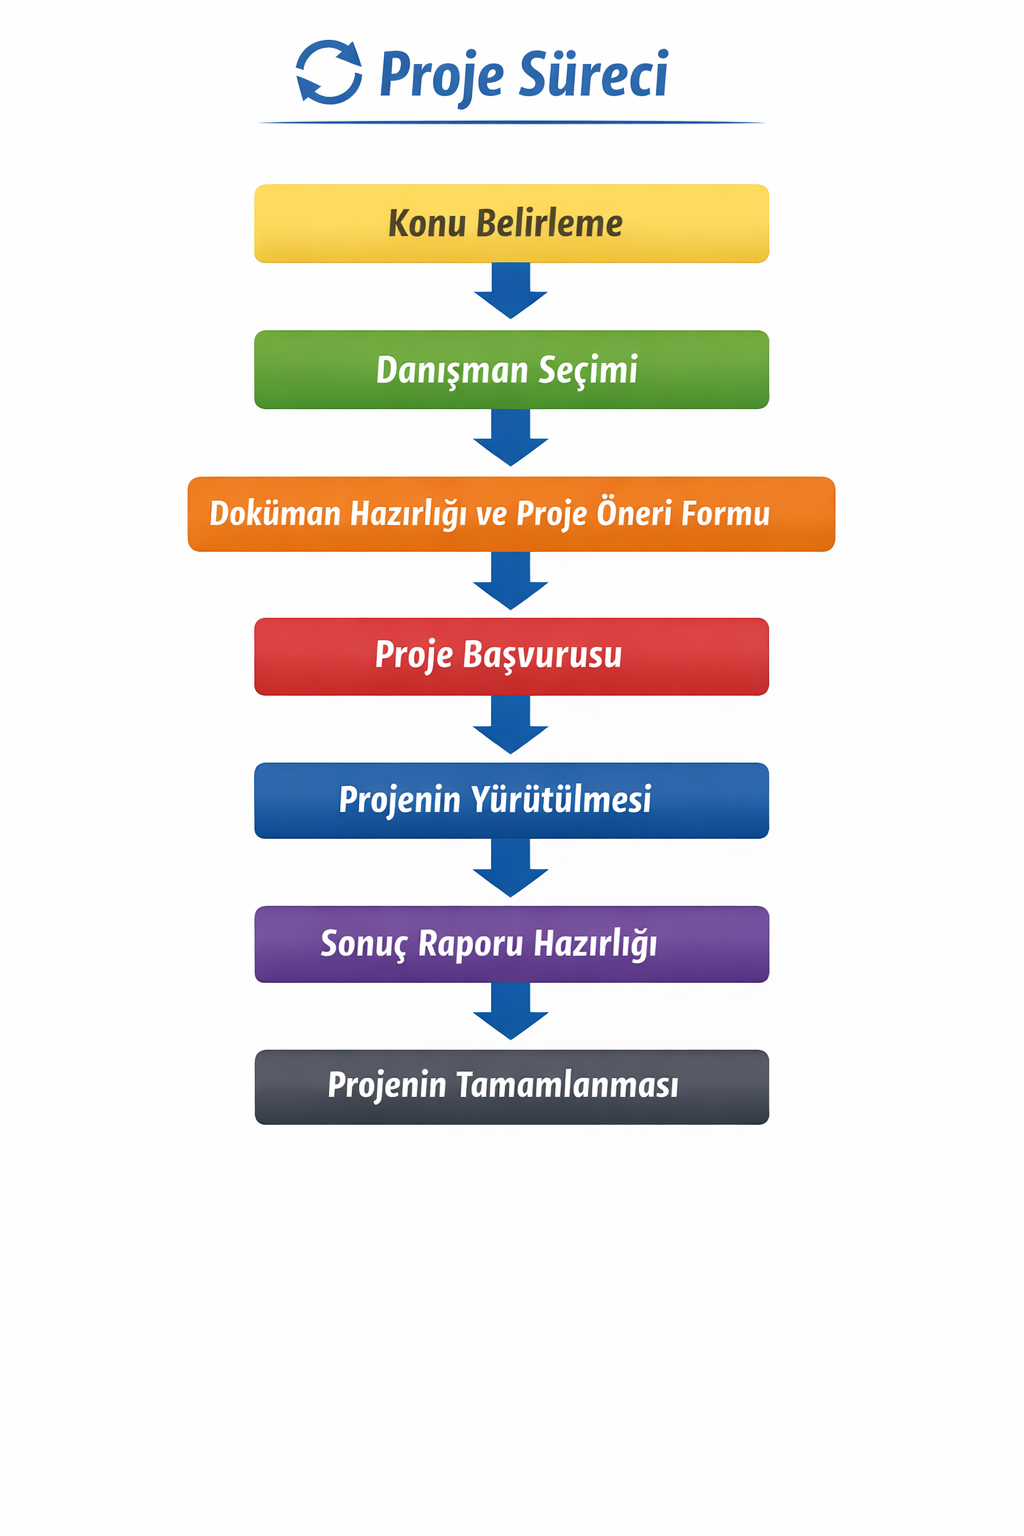 Proje Süreci
Konu Belirleme
Danışman Seçimi
Doküman Hazırlığı ve Proje Öneri Formu
Proje Başvurusu
Projenin Yürütülmesi
Sonuç Raporu Hazırlığı
Projenin Tamamlanması